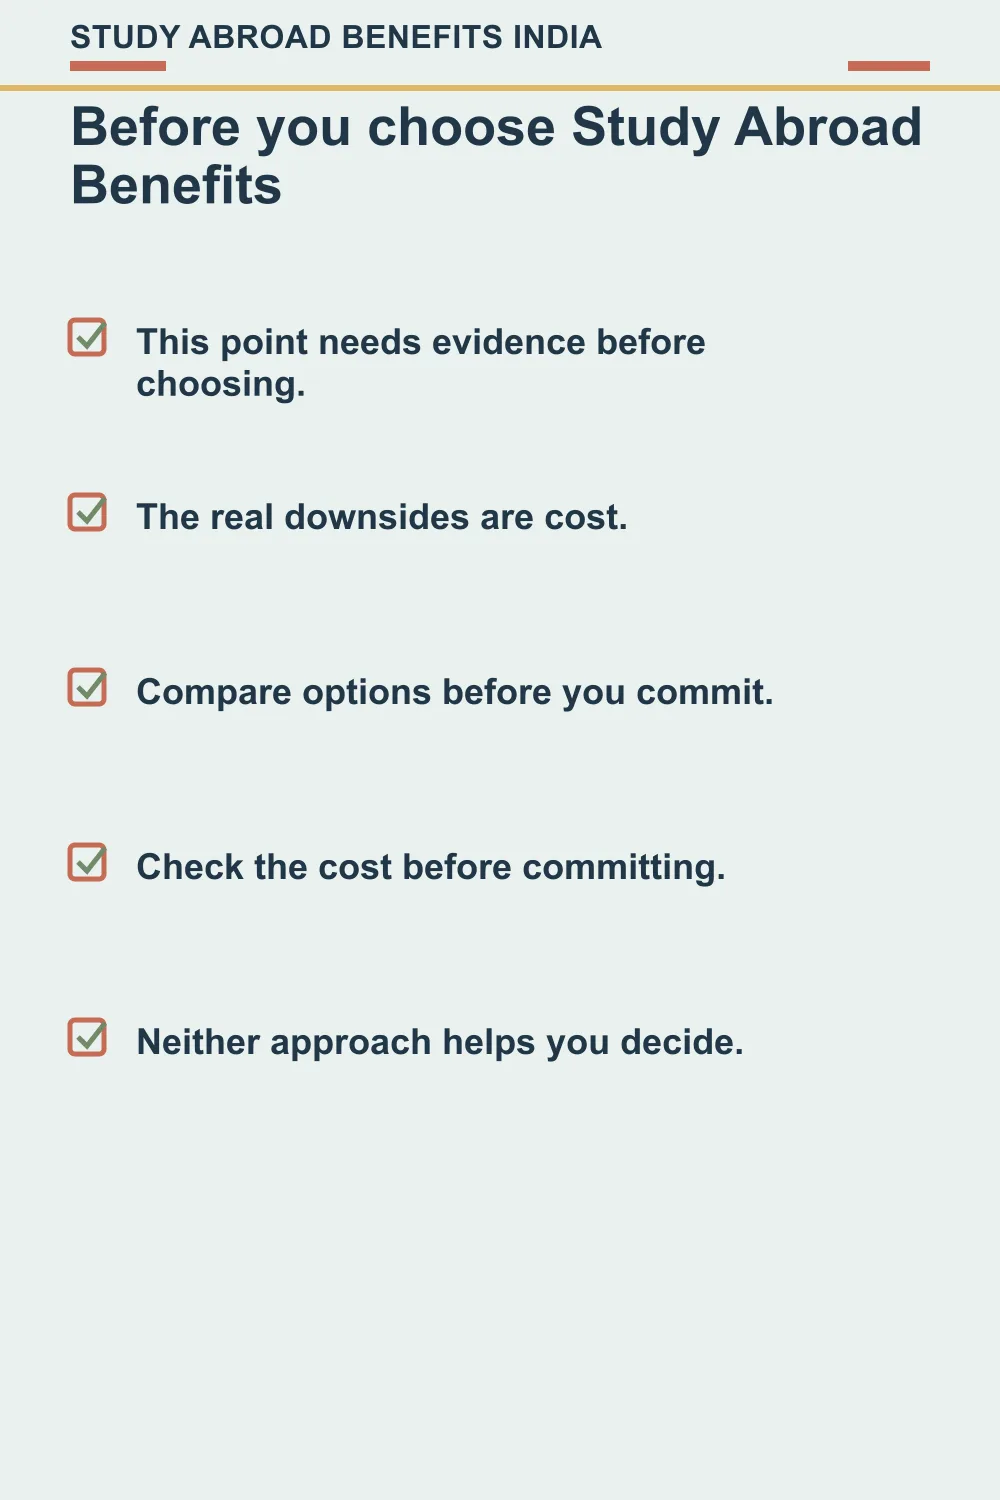 STUDY ABROAD BENEFITS INDIA
Before you choose Study Abroad
Benefits
This point needs evidence before
choosing.
The real downsides are cost.
Compare options before you commit.
Check the cost before committing.
Neither approach helps you decide.